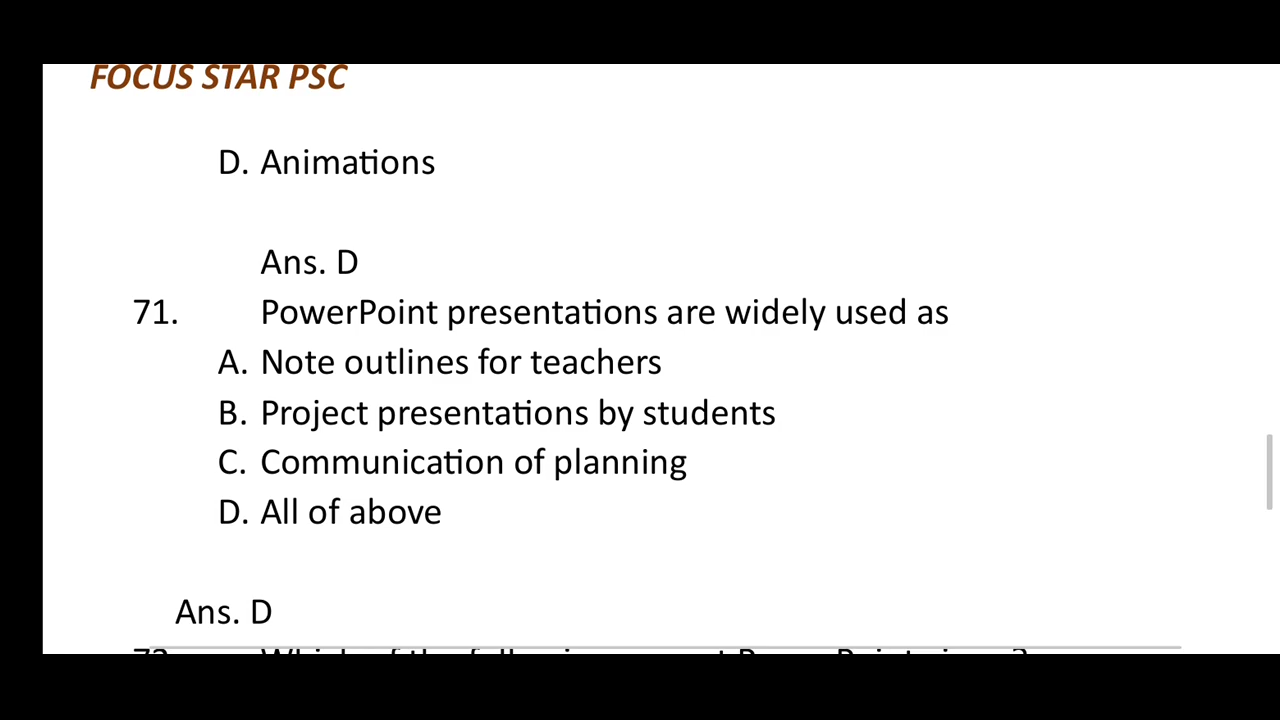 FOCUS STAR PSC
D. Animations
Ans. D
71. PowerPoint presentations are widely used as
A. Note outlines for teachers
B. Project presentations by students
C. Communication of planning
D. All of above
Ans. D